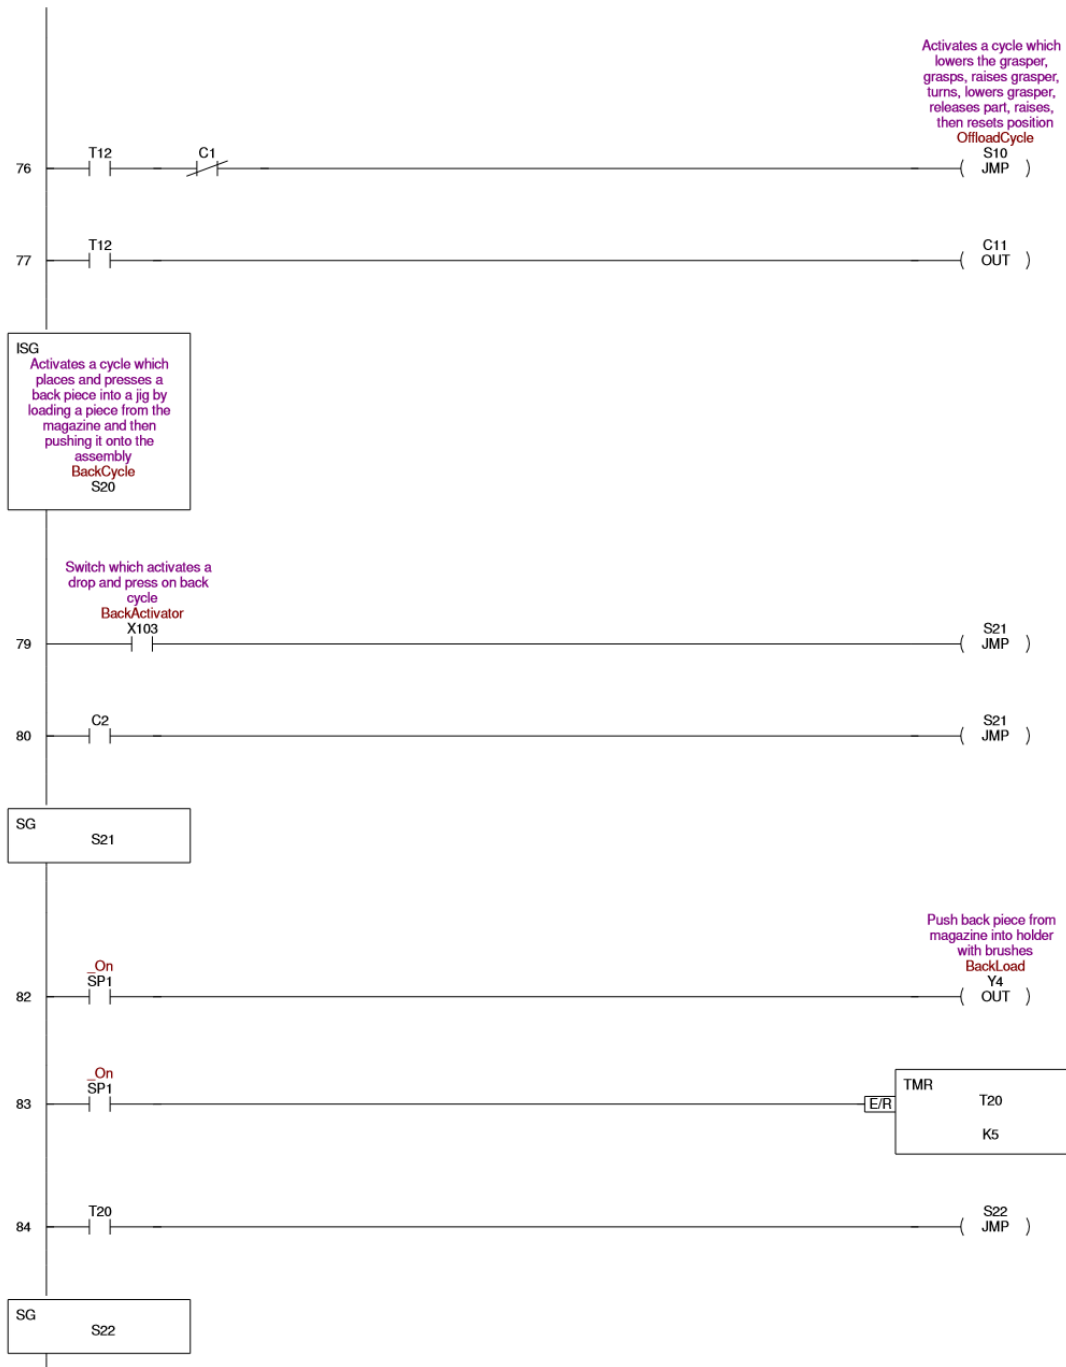 Activates a cycle which
lowers the grasper,
grasps, raises grasper,
turns, lowers grasper,
releases part, raises,
then resets position
OffloadCycle
T12
C1
S10
76
JMP
T12
C11
77
OUT
ISG
Activates a cycle which
places and presses a
back piece into a jig by
loading a piece from the
magazine and then
pushing it onto the
assembly
BackCycle
S20
Switch which activates a
drop and press on back
cycle
BackActivator
X103
S21
79
JMP
C2
S21
80
JMP
SG
S21
Push back piece from
magazine into holder
with brushes
_On
BackLoad
SP1
Y4
82
OUT
_On
SP1
TMR
83
E/R
T20
K5
T20
S22
84
JMP
SG
S22